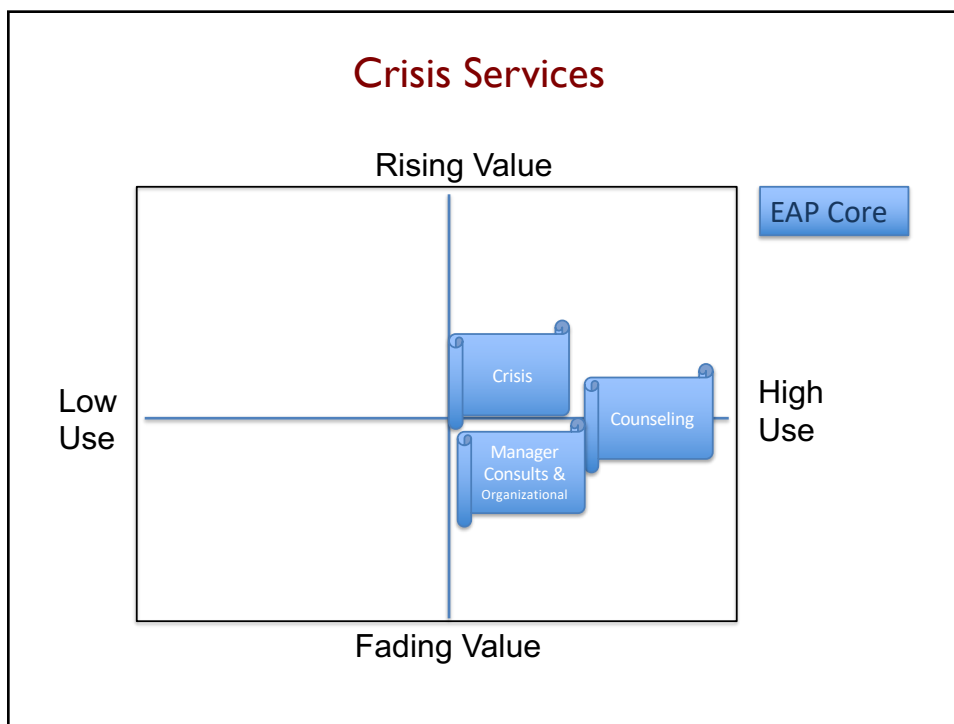 Crisis Services
Rising Value
EAP Core
Crisis
Low
Use
Counseling
High
Use
Manager
Consults &
Organizational
Fading Value